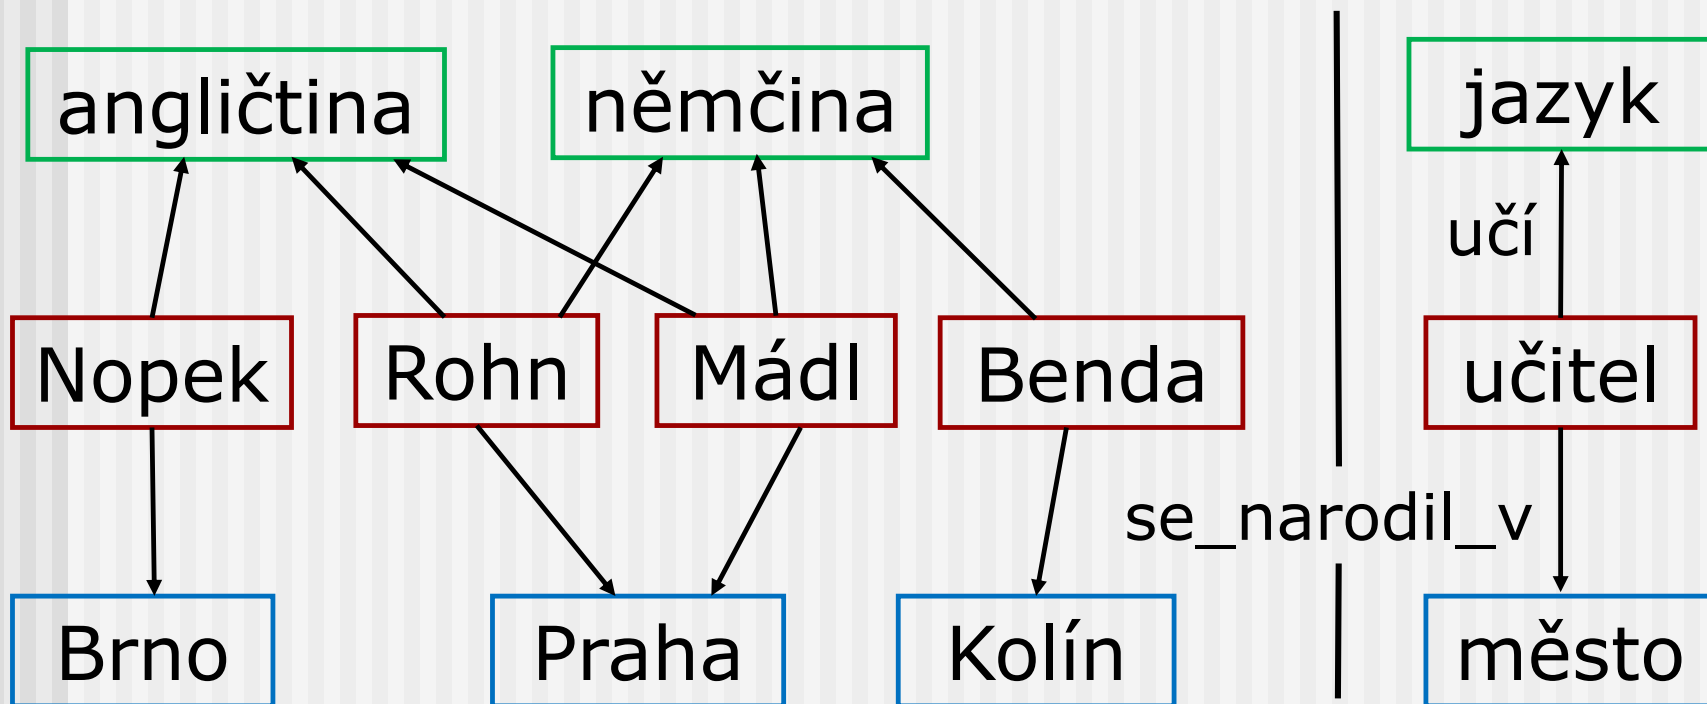 angličtina němčina jazyk
učí
Nopek Rohn Mádl Benda učitel
se_narodil_v
Brno Praha Kolín město